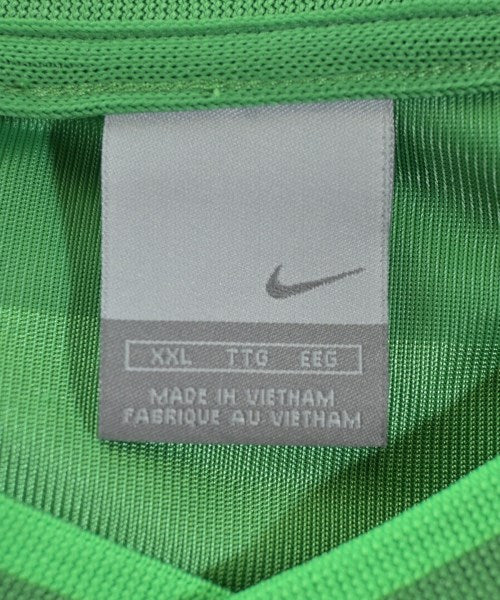 XXL TTG EEG
MADE IN VIETNAM
FABRIQUE AU VIETNAM